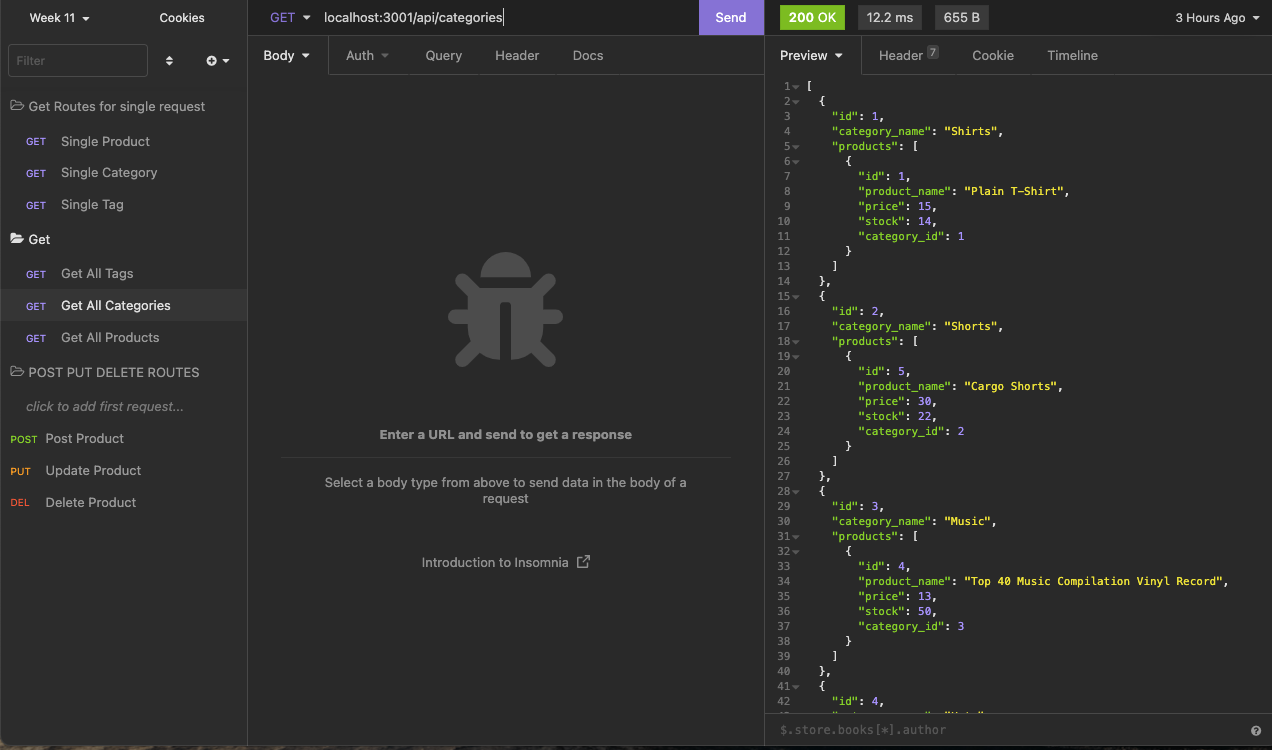 Week 11
Cookies
Filter
Get Routes for single request
GET Single Product
GET Single Category
GET Single Tag
Get
GET Get All Tags
GET Get All Categories
GET Get All Products
POST PUT DELETE ROUTES
click to add first request...
POST Post Product
PUT Update Product
DEL Delete Product
GET localhost:3001/api/categories Send
Body Auth Query Header Docs
Enter a URL and send to get a response
Select a body type from above to send data in the body of a
request
Introduction to Insomnia
200 OK 12.2 ms 655 B 3 Hours Ago
Preview Header 7 Cookie Timeline
1 [
2 {
3 "id": 1,
4 "category_name": "Shirts",
5 "products": [
6 {
7 "id": 1,
8 "product_name": "Plain T-Shirt",
9 "price": 15,
10 "stock": 14,
11 "category_id": 1
12 }
13 ]
14 },
15 {
16 "id": 2,
17 "category_name": "Shorts",
18 "products": [
19 {
20 "id": 5,
21 "product_name": "Cargo Shorts",
22 "price": 30,
23 "stock": 22,
24 "category_id": 2
25 }
26 ]
27 },
28 {
29 "id": 3,
30 "category_name": "Music",
31 "products": [
32 {
33 "id": 4,
34 "product_name": "Top 40 Music Compilation Vinyl Record",
35 "price": 13,
36 "stock": 50,
37 "category_id": 3
38 }
39 ]
40 },
41 {
42 "id": 4,
$.store.books[*].author